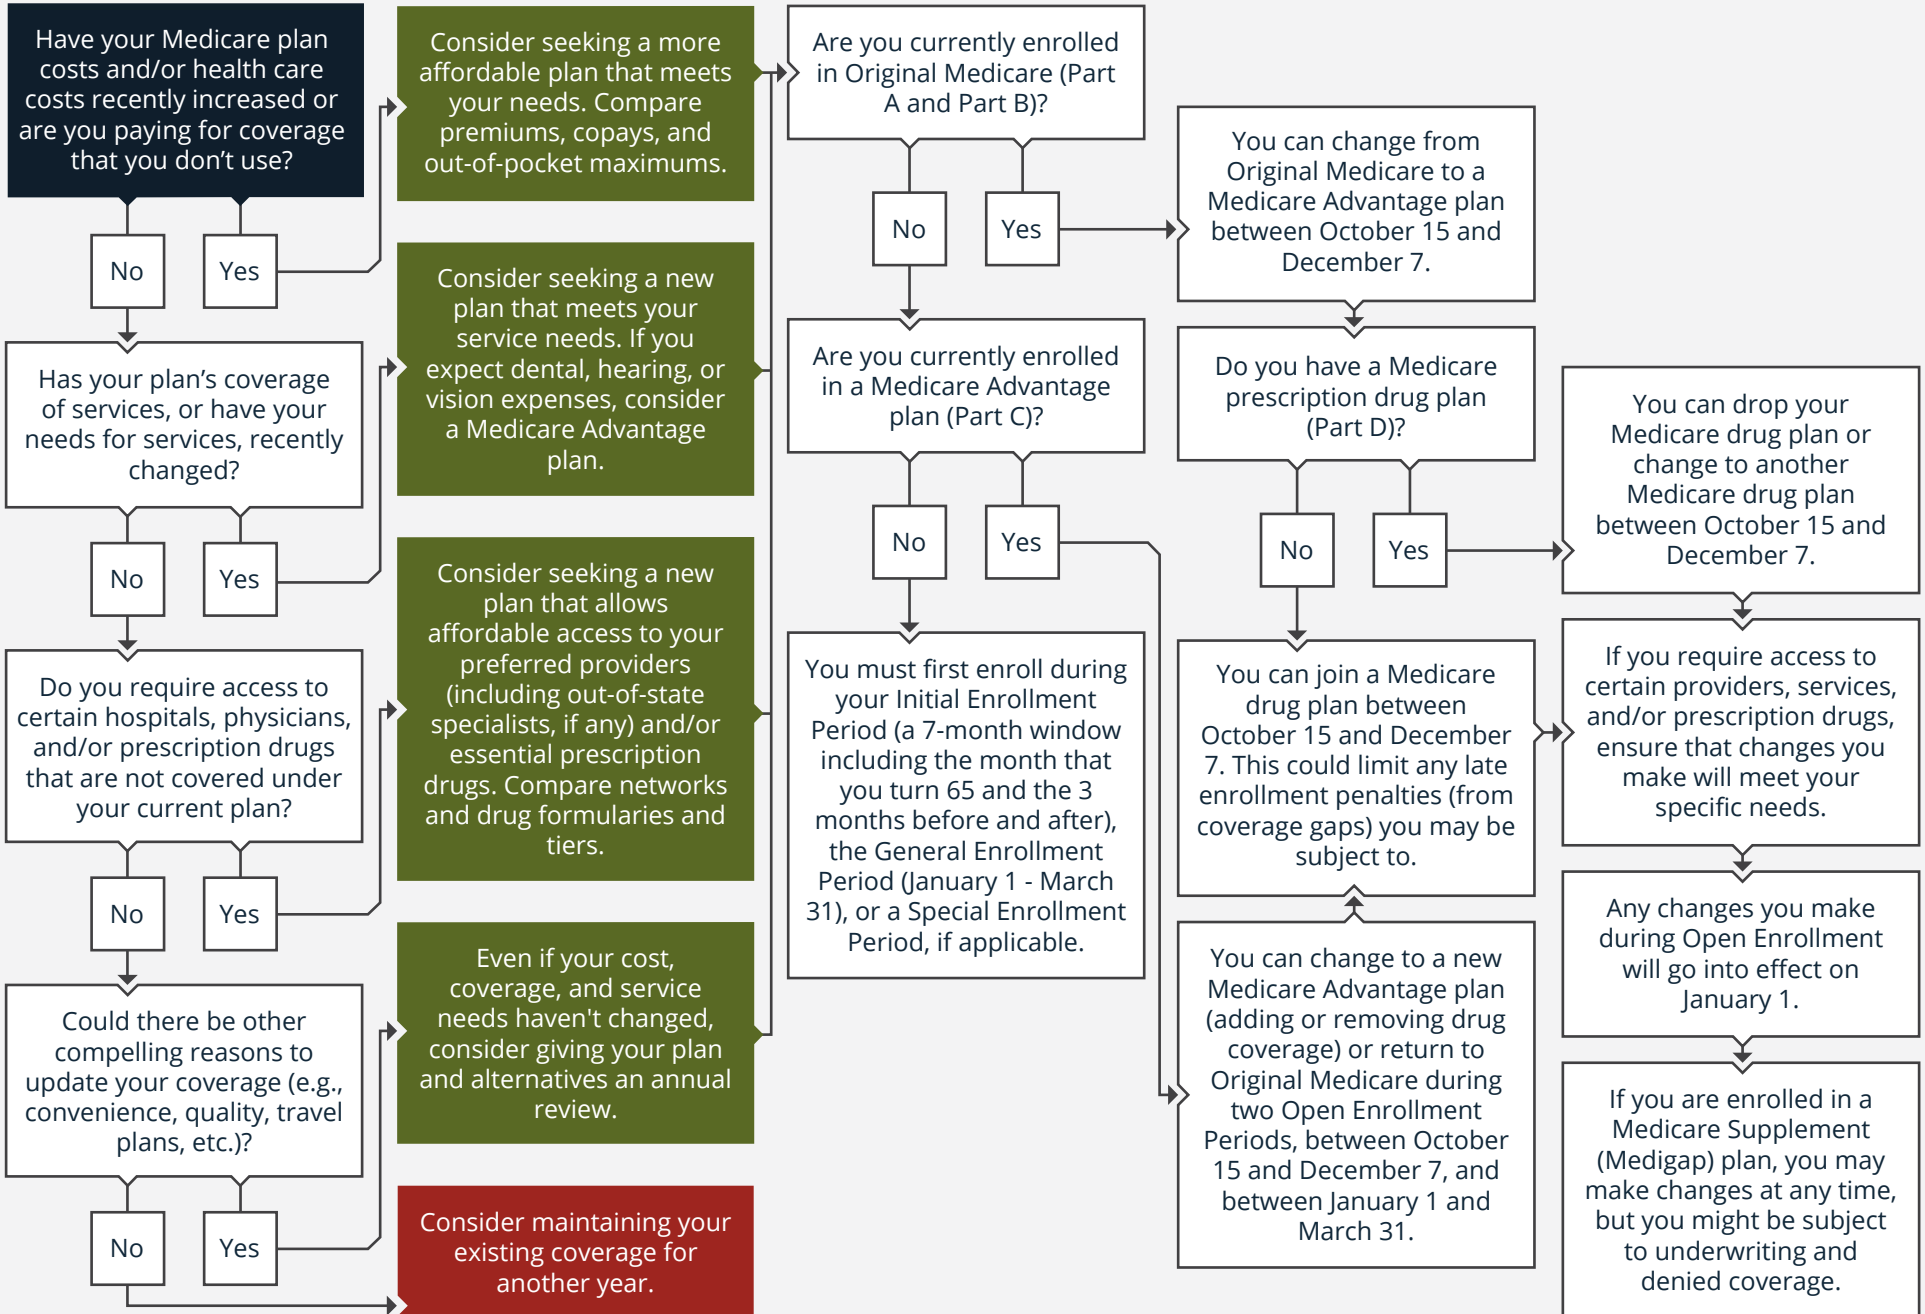 Have your Medicare plan
costs and/or health care
costs recently increased or
are you paying for coverage
that you don't use?
No
Yes
Has your plan's coverage
of services, or have your
needs for services, recently
changed?
No
Yes
Do you require access to
certain hospitals, physicians,
and/or prescription drugs
that are not covered under
your current plan?
No
Yes
Could there be other
compelling reasons to
update your coverage (e.g.,
convenience, quality, travel
plans, etc.)?
No
Yes
Consider seeking a more
affordable plan that meets
your needs. Compare
premiums, copays, and
out-of-pocket maximums.
Consider seeking a new
plan that meets your
service needs. If you
expect dental, hearing, or
vision expenses, consider
a Medicare Advantage
plan.
Consider seeking a new
plan that allows
affordable access to your
preferred providers
(including out-of-state
specialists, if any) and/or
essential prescription
drugs. Compare networks
and drug formularies and
tiers.
Even if your cost,
coverage, and service
needs haven't changed,
consider giving your plan
and alternatives an annual
review.
Consider maintaining your
existing coverage for
another year.
Are you currently enrolled
in Original Medicare (Part
A and Part B)?
No
Yes
Are you currently enrolled
in a Medicare Advantage
plan (Part C)?
No
Yes
You must first enroll during
your Initial Enrollment
Period (a 7-month window
including the month that
you turn 65 and the 3
months before and after),
the General Enrollment
Period (January 1 - March
31), or a Special Enrollment
Period, if applicable.
You can change from
Original Medicare to a
Medicare Advantage plan
between October 15 and
December 7.
Do you have a Medicare
prescription drug plan
(Part D)?
No
Yes
You can join a Medicare
drug plan between
October 15 and December
7. This could limit any late
enrollment penalties (from
coverage gaps) you may be
subject to.
You can change to a new
Medicare Advantage plan
(adding or removing drug
coverage) or return to
Original Medicare during
two Open Enrollment
Periods, between October
15 and December 7, and
between January 1 and
March 31.
You can drop your
Medicare drug plan or
change to another
Medicare drug plan
between October 15 and
December 7.
If you require access to
certain providers, services,
and/or prescription drugs,
ensure that changes you
make will meet your
specific needs.
Any changes you make
during Open Enrollment
will go into effect on
January 1.
If you are enrolled in a
Medicare Supplement
(Medigap) plan, you may
make changes at any time,
but you might be subject
to underwriting and
denied coverage.